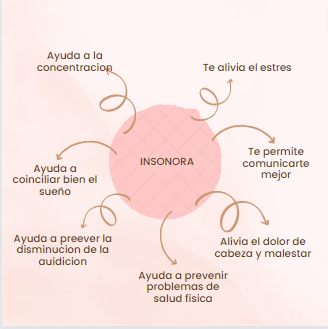 Ayuda a la
concentracion
Te alivia el estres
INSONORA
Ayuda a
coinciliar bien el
sueño
Te permite
comunicarte
mejor
Ayuda a preever la
disminucion de la
auidicion
Alivia el dolor de
cabeza y malestar
Ayuda a prevenir
problemas de
salud fisica